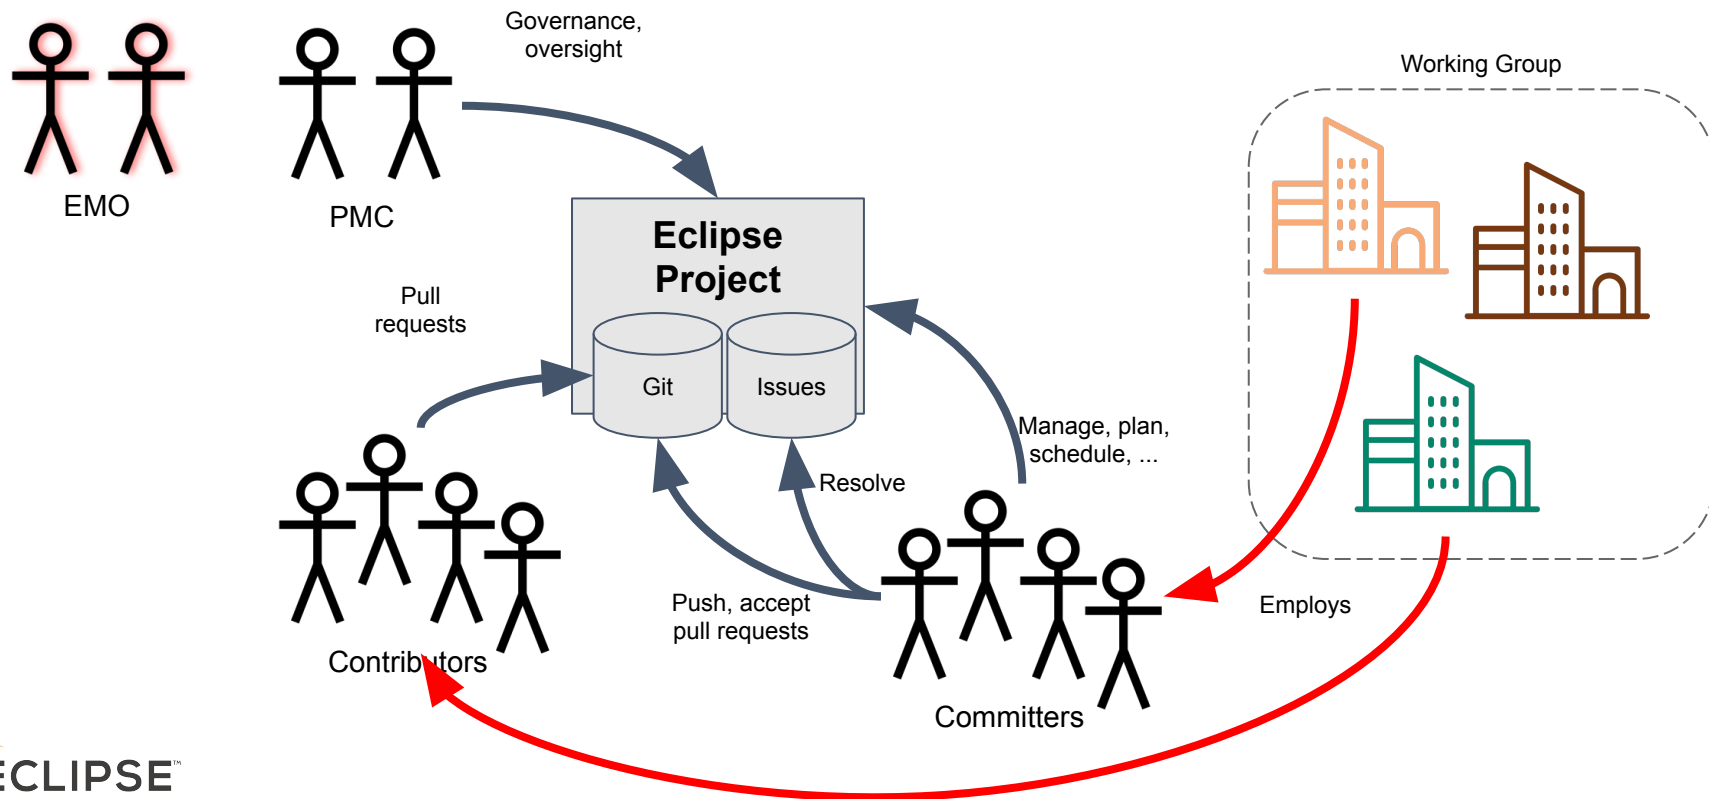 Governance,
oversight
Working Group
EMO
PMC
Eclipse
Project
Pull
requests
Git
Issues
Manage, plan,
schedule, ...
Resolve
Push, accept
pull requests
Employs
Contributors
Committers
ECLIPSE™